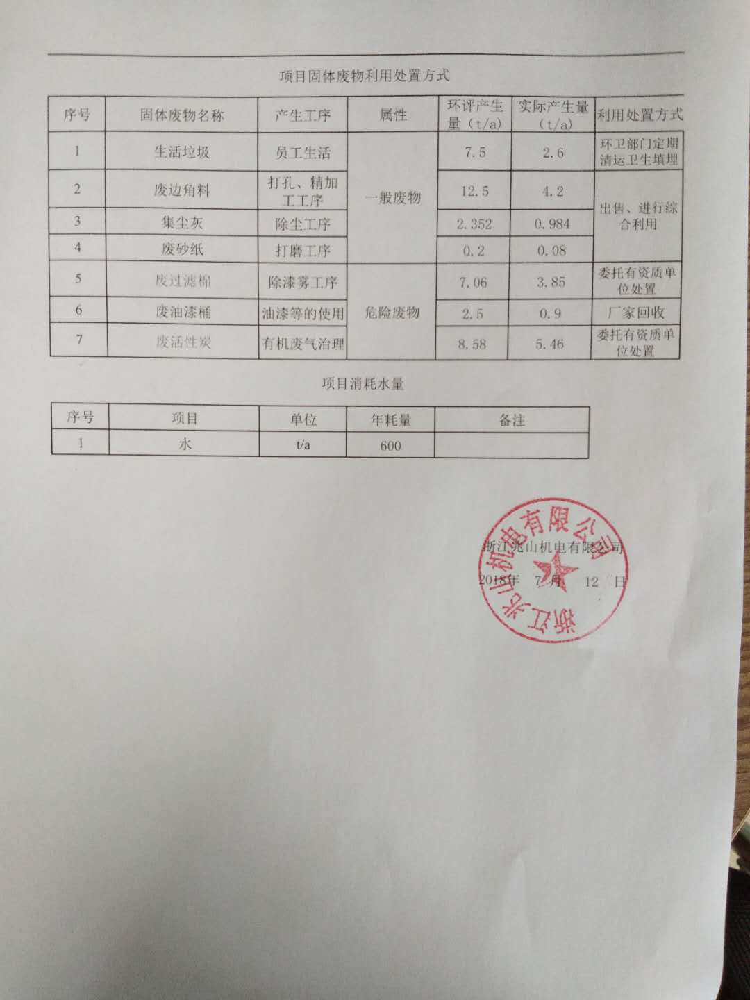 项目固体废物利用处置方式
序号 固体废物名称 产生工序 属性 环评产生量(t/a) 实际产生量(t/a) 利用处置方式
1 生活垃圾 员工生活 一般废物 7.5 2.6 环卫部门定期清运卫生填埋
2 废边角料 打孔、精加工工序 12.5 4.2 出售、进行综合利用
3 集尘灰 除尘工序 2.352 0.984
4 废砂纸 打磨工序 0.2 0.08
5 废过滤棉 除漆雾工序 危险废物 7.06 3.85 委托有资质单位处置
6 废油漆桶 油漆等的使用 2.5 0.9 厂家回收
7 废活性炭 有机废气治理 8.58 5.46 委托有资质单位处置
项目消耗水量
序号 项目 单位 年耗量 备注
1 水 t/a 600
浙江兆山机电有限公司
2018年 7 月 12 日
浙江兆山机电有限公司